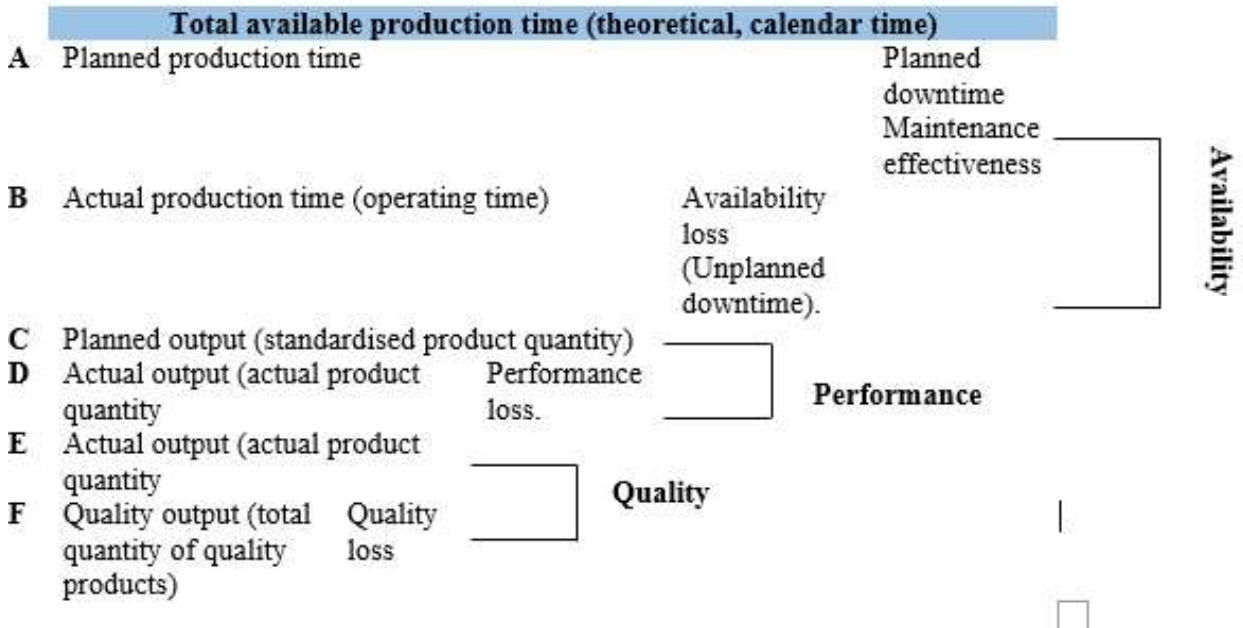 Total available production time (theoretical, calendar time)
A Planned production time Planned
downtime
Maintenance
effectiveness
Availability
B Actual production time (operating time) Availability
loss
(Unplanned
downtime).
C Planned output (standardised product quantity)
D Actual output (actual product Performance
quantity loss.
Performance
E Actual output (actual product
quantity
Quality
F Quality output (total Quality
quantity of quality loss
products)